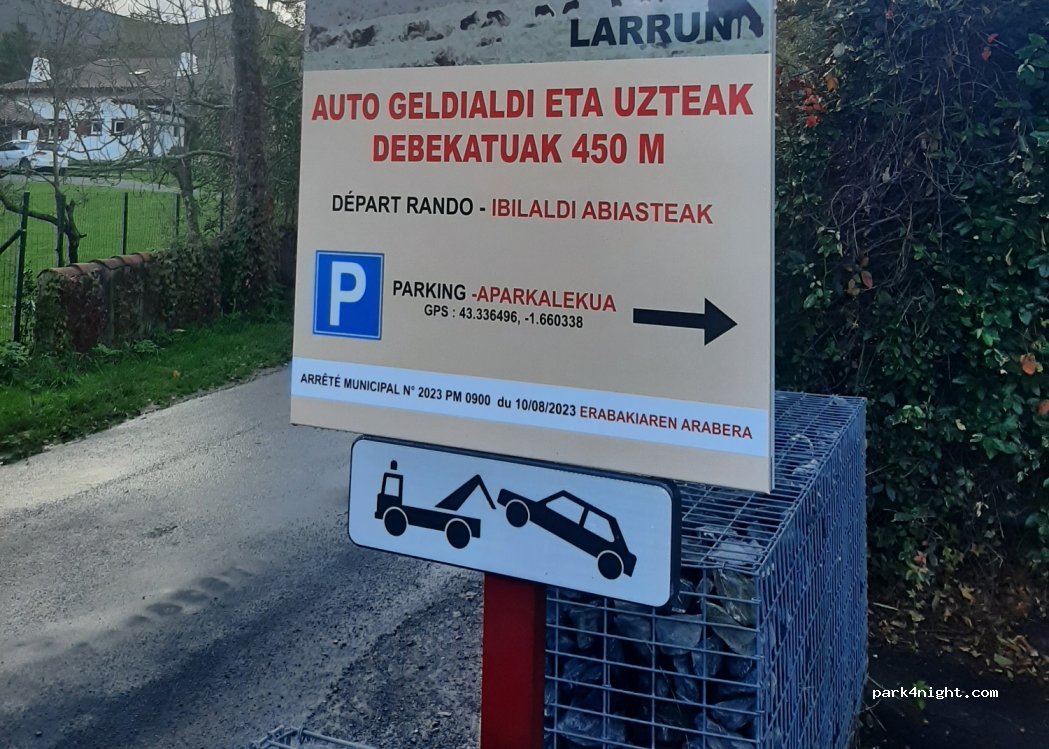 LARRUN
AUTO GELDIALDI ETA UZTEAK
DEBEKATUAK 450 M
DÉPART RANDO - IBILALDI ABIASTEAK
P
PARKING -APARKALEKUA
GPS : 43.336496, -1.660338
ARRÊTÉ MUNICIPAL N° 2023 PM 0900 du 10/08/2023 ERABAKIAREN ARABERA
park4night.com